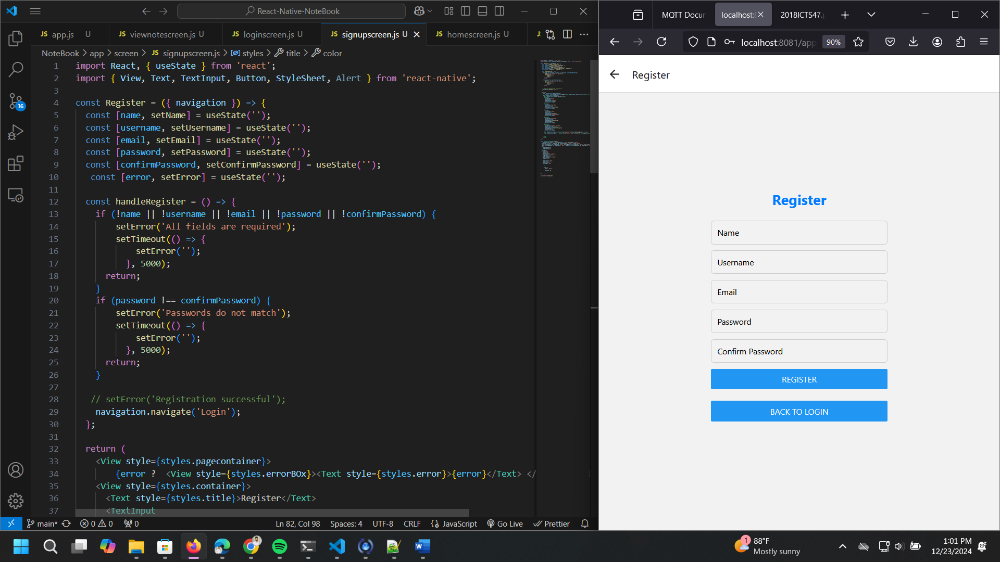 React-Native-NoteBook
JS app.js U
JS viewnotescreen.js U
JS loginscreen.js U
JS signupscreen.js U
JS homescreen.js U
NoteBook > app > screen > JS signupscreen.js > styles > title > color
1 import React, { useState } from 'react';
2 import { View, Text, TextInput, Button, StyleSheet, Alert } from 'react-native';
3
4 const Register = ({ navigation }) => {
5 const [name, setName] = useState('');
6 const [username, setUsername] = useState('');
7 const [email, setEmail] = useState('');
8 const [password, setPassword] = useState('');
9 const [confirmPassword, setConfirmPassword] = useState('');
10 const [error, setError] = useState('');
11
12 const handleRegister = () => {
13 if (!name || !username || !email || !password || !confirmPassword) {
14 setError('All fields are required');
15 setTimeout(() => {
16 setError('');
17 }, 5000);
18 return;
19 }
20 if (password !== confirmPassword) {
21 setError('Passwords do not match');
22 setTimeout(() => {
23 setError('');
24 }, 5000);
25 return;
26 }
27
28 // setError('Registration successful');
29 navigation.navigate('Login');
30 };
31
32 return (
33 <View style={styles.pagecontainer}>
34 {error ? <View style={styles.errorBOx}><Text style={styles.error}>{error}</Text> </
35 <View style={styles.container}>
36 <Text style={styles.title}>Register</Text>
37 <TextInput
16
main* 0 0 0
Ln 82, Col 98 Spaces: 4 UTF-8 CRLF JavaScript Go Live Prettier
MQTT Docum
localhost:8
2018ICTS47.p
localhost:8081/app
90%
Register
Register
Name
Username
Email
Password
Confirm Password
REGISTER
BACK TO LOGIN
1
88°F
Mostly sunny
1:01 PM
12/23/2024